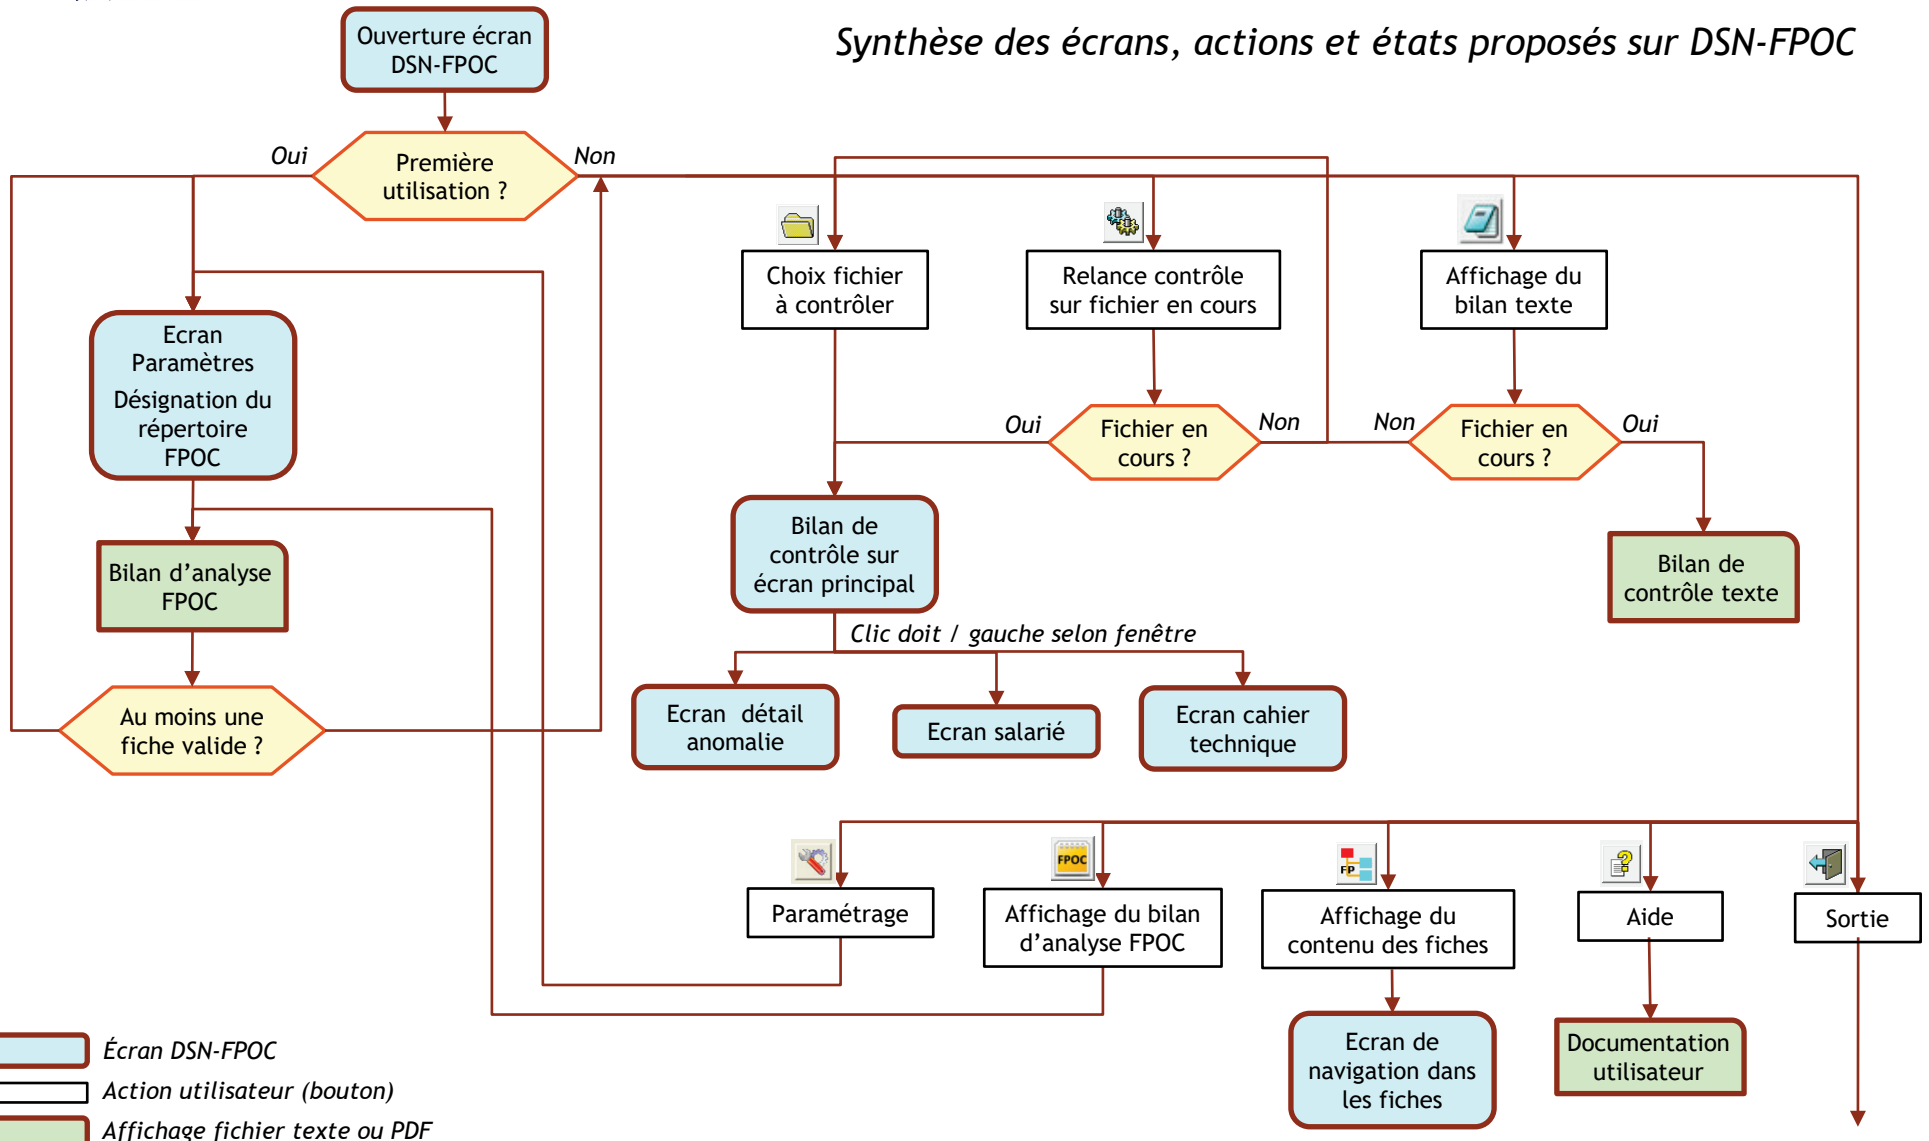 Synthèse des écrans, actions et états proposés sur DSN-FPOC
Ouverture écran
DSN-FPOC
Oui
Première
utilisation ?
Non
Choix fichier
à contrôler
Relance contrôle
sur fichier en cours
Affichage du
bilan texte
Ecran
Paramètres
Désignation du
répertoire
FPOC
Oui
Fichier en
cours ?
Non
Non
Fichier en
cours ?
Oui
Bilan de
contrôle sur
écran principal
Bilan d’analyse
FPOC
Bilan de
contrôle texte
Clic doit / gauche selon fenêtre
Au moins une
fiche valide ?
Ecran détail
anomalie
Ecran salarié
Ecran cahier
technique
FPOC
FP
Paramétrage
Affichage du bilan
d’analyse FPOC
Affichage du
contenu des fiches
Aide
Sortie
Ecran de
navigation dans
les fiches
Documentation
utilisateur
Écran DSN-FPOC
Action utilisateur (bouton)
Affichage fichier texte ou PDF